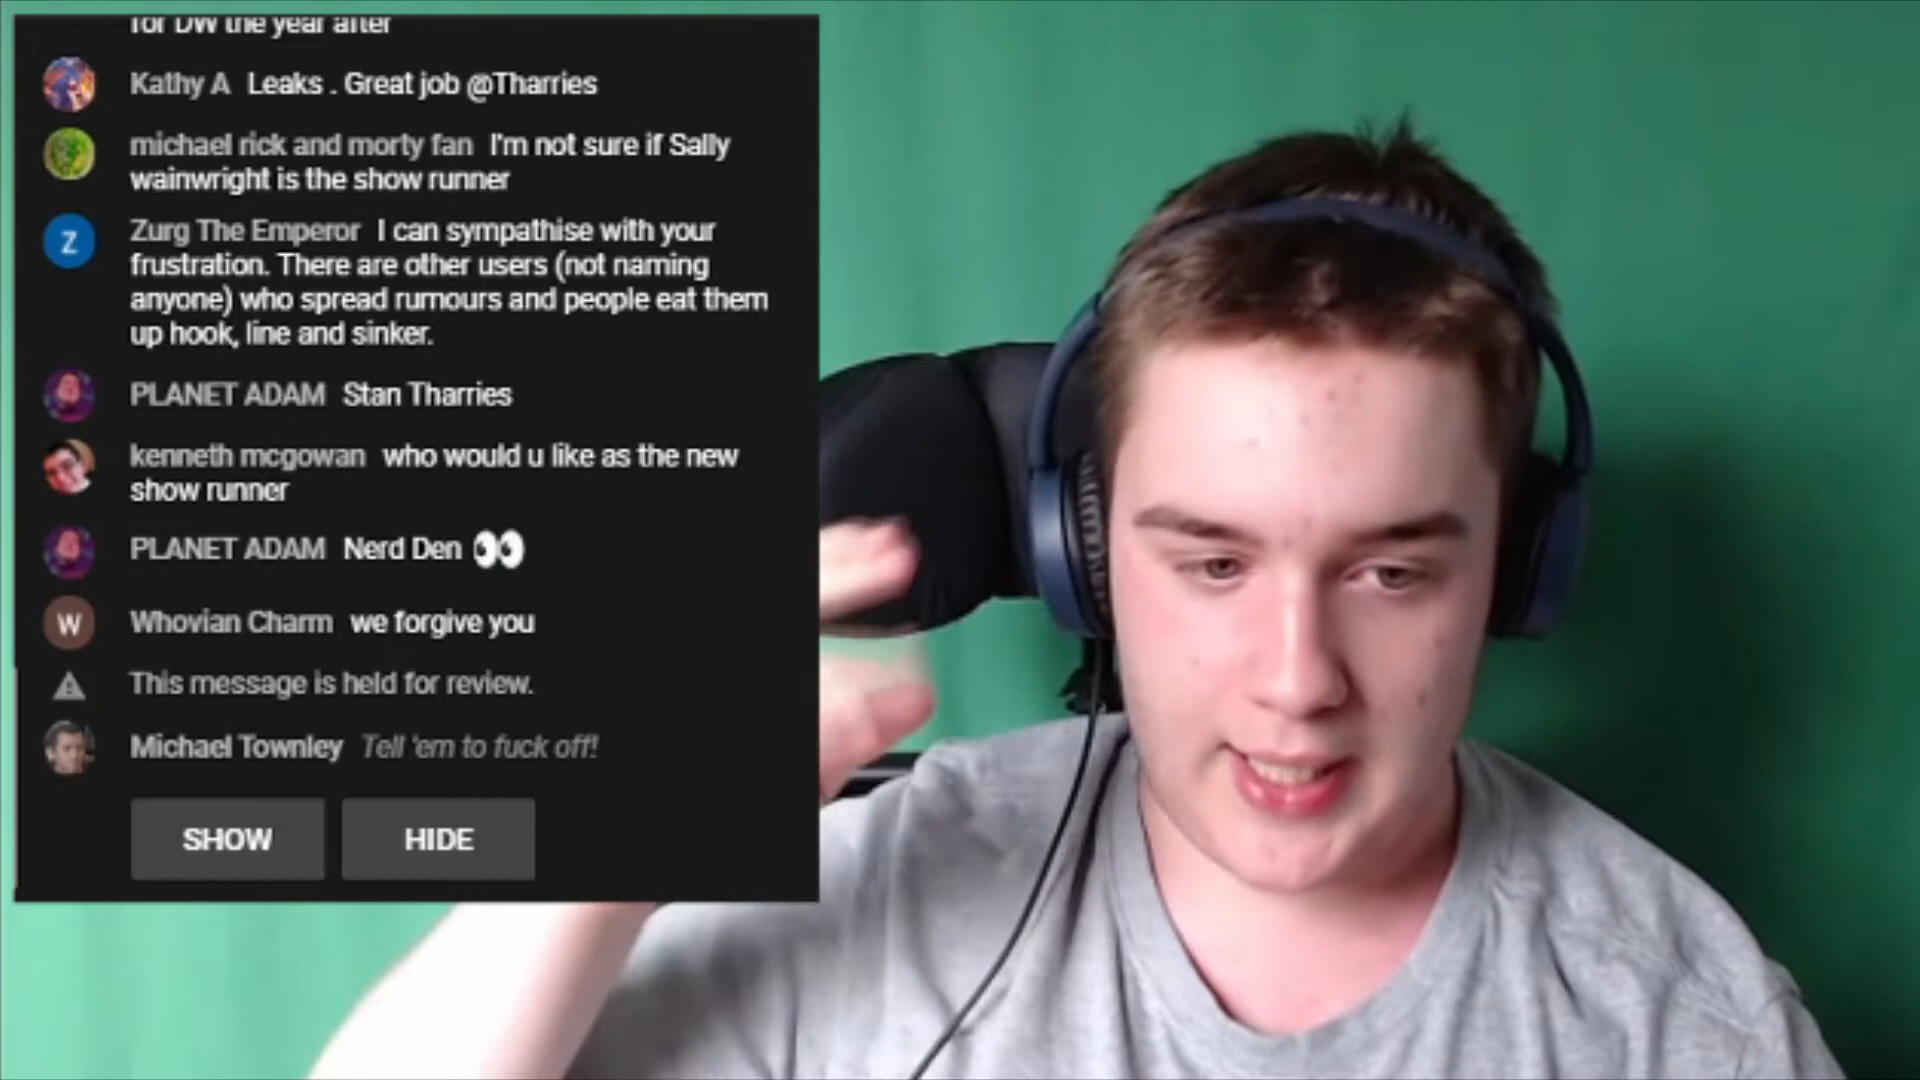 for DW the year after
Kathy A Leaks . Great job @Tharries
michael rick and morty fan I'm not sure if Sally
wainwright is the show runner
Z
Zurg The Emperor I can sympathise with your
frustration. There are other users (not naming
anyone) who spread rumours and people eat them
up hook, line and sinker.
PLANET ADAM Stan Tharries
kenneth mcgowan who would u like as the new
show runner
PLANET ADAM Nerd Den 👀
W Whovian Charm we forgive you
This message is held for review.
Michael Townley Tell 'em to fuck off!
SHOW HIDE